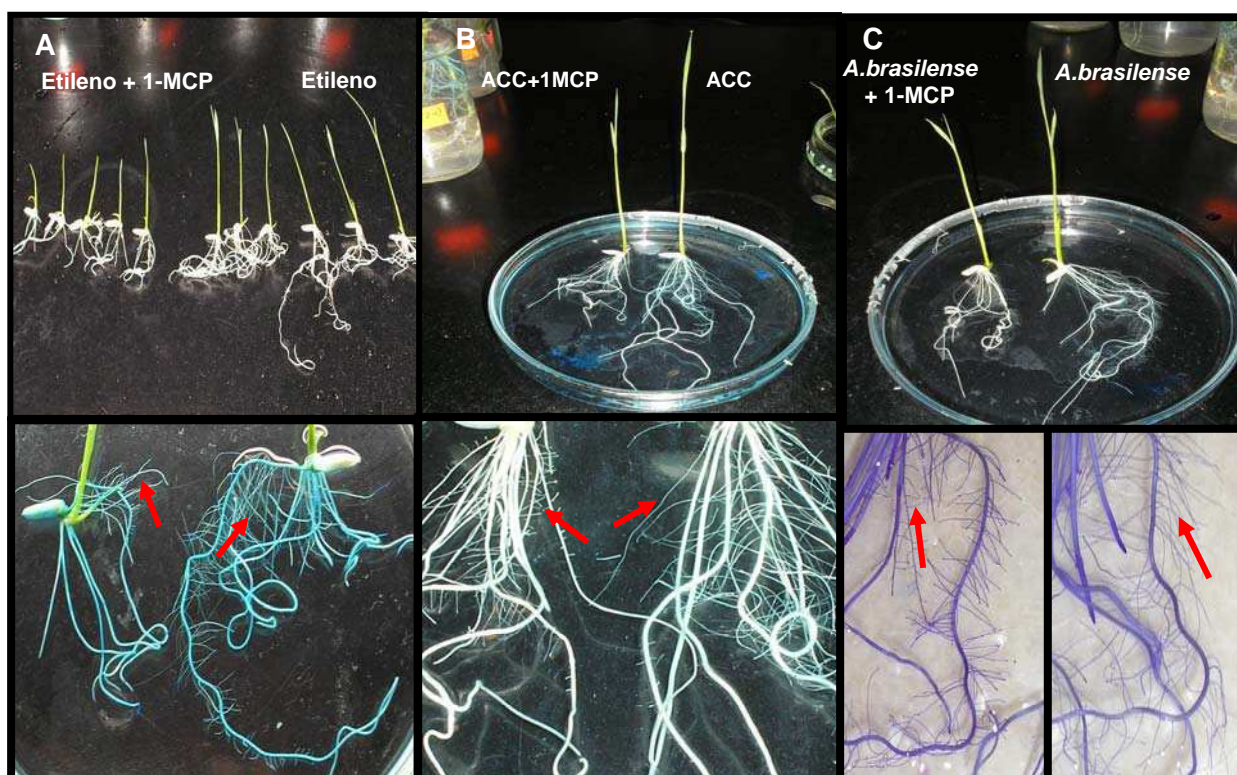 A
Etileno + 1-MCP
Etileno
B
ACC+1MCP
ACC
C
A.brasilense
+ 1-MCP
A.brasilense